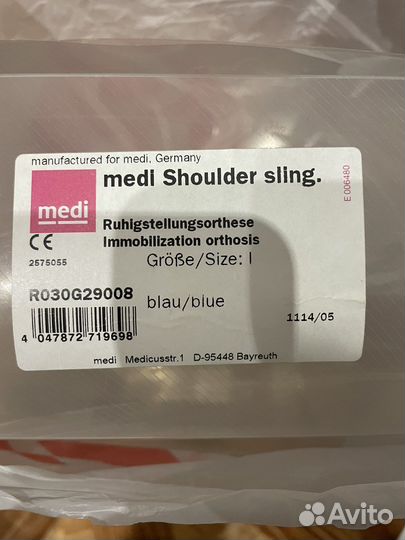 manufactured for medi, Germany
medi Shoulder sling.
E 006480
medi
Ruhigstellungsorthese
Immobilization orthosis
CE
2575055
Größe/Size: l
R030G29008
blau/blue
4 047872 719698
1114/05
medi Medicusstr.1 D-95448 Bayreuth
Avito